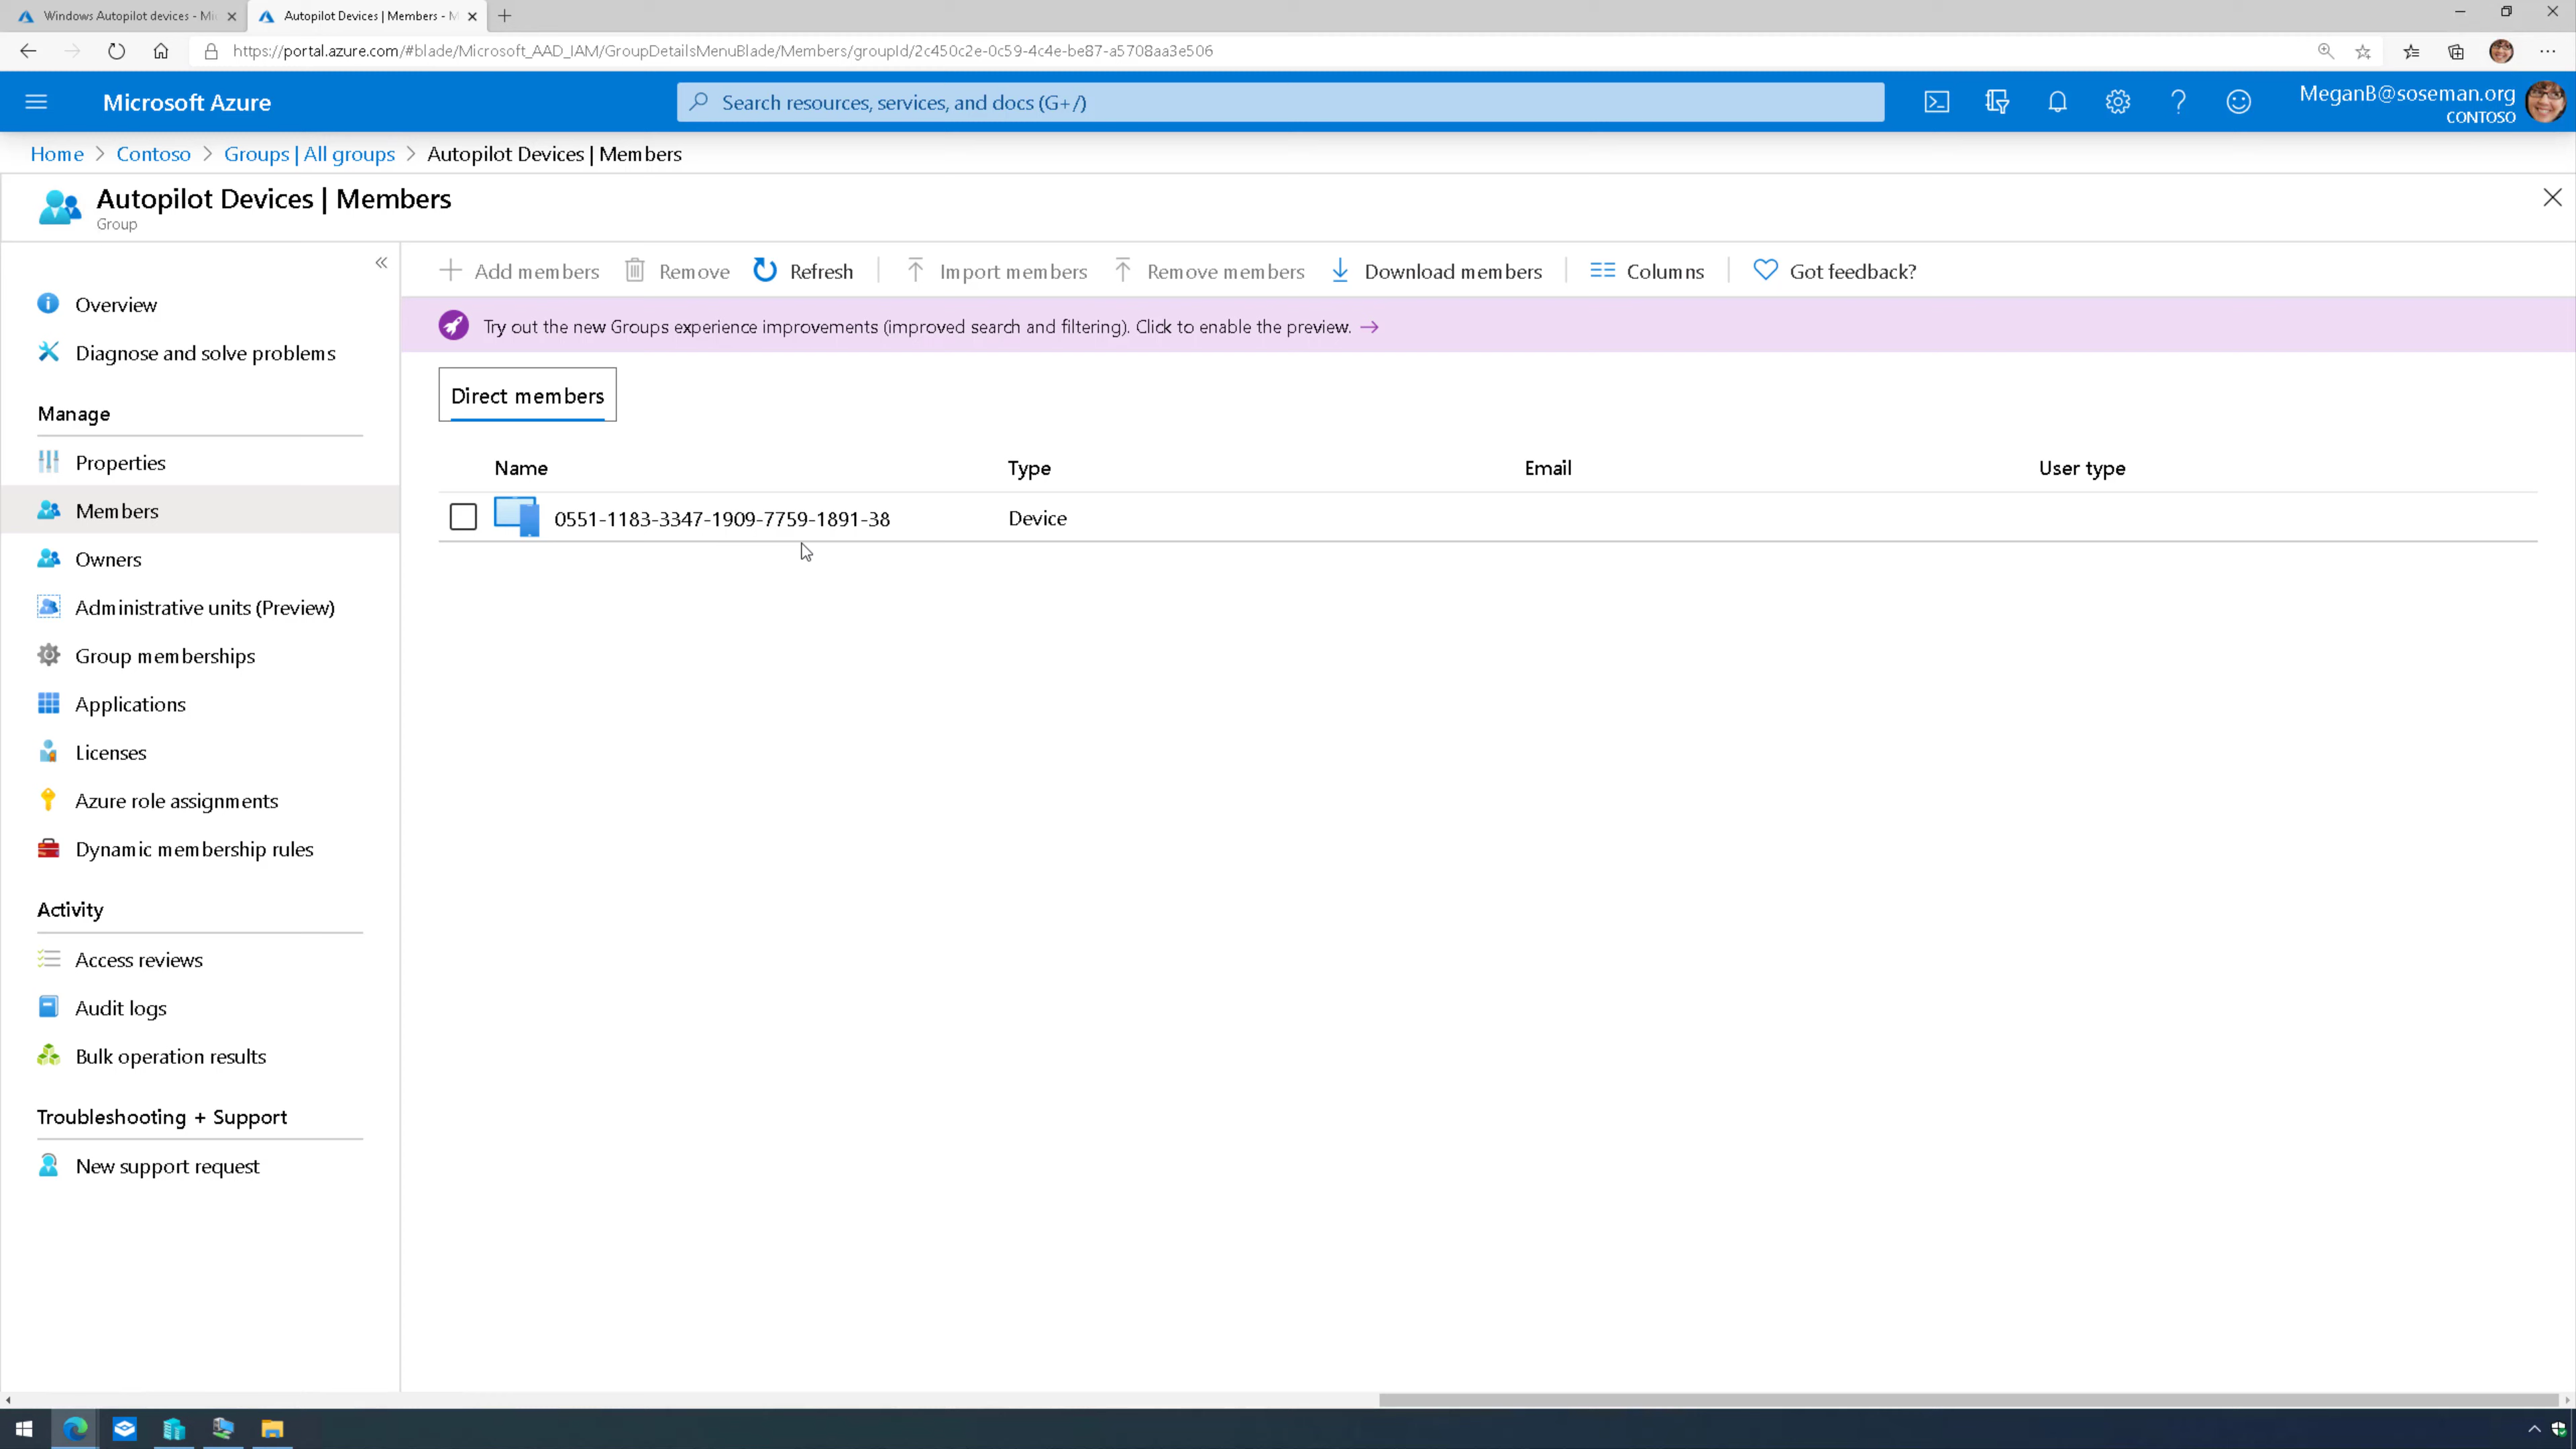 Windows Autopilot devices - Mi
Autopilot Devices | Members - M
https://portal.azure.com/#blade/Microsoft_AAD_IAM/GroupDetailsMenuBlade/Members/groupId/2c450c2e-0c59-4c4e-be87-a5708aa3e506
Microsoft Azure
Search resources, services, and docs (G+/)
MeganB@soseman.org
CONTOSO
Home > Contoso > Groups | All groups > Autopilot Devices | Members
Autopilot Devices | Members
Group
Overview
Diagnose and solve problems
Manage
Properties
Members
Owners
Administrative units (Preview)
Group memberships
Applications
Licenses
Azure role assignments
Dynamic membership rules
Activity
Access reviews
Audit logs
Bulk operation results
Troubleshooting + Support
New support request
Add members Remove Refresh Import members Remove members Download members Columns Got feedback?
Try out the new Groups experience improvements (improved search and filtering). Click to enable the preview. →
Direct members
Name Type Email User type
0551-1183-3347-1909-7759-1891-38 Device